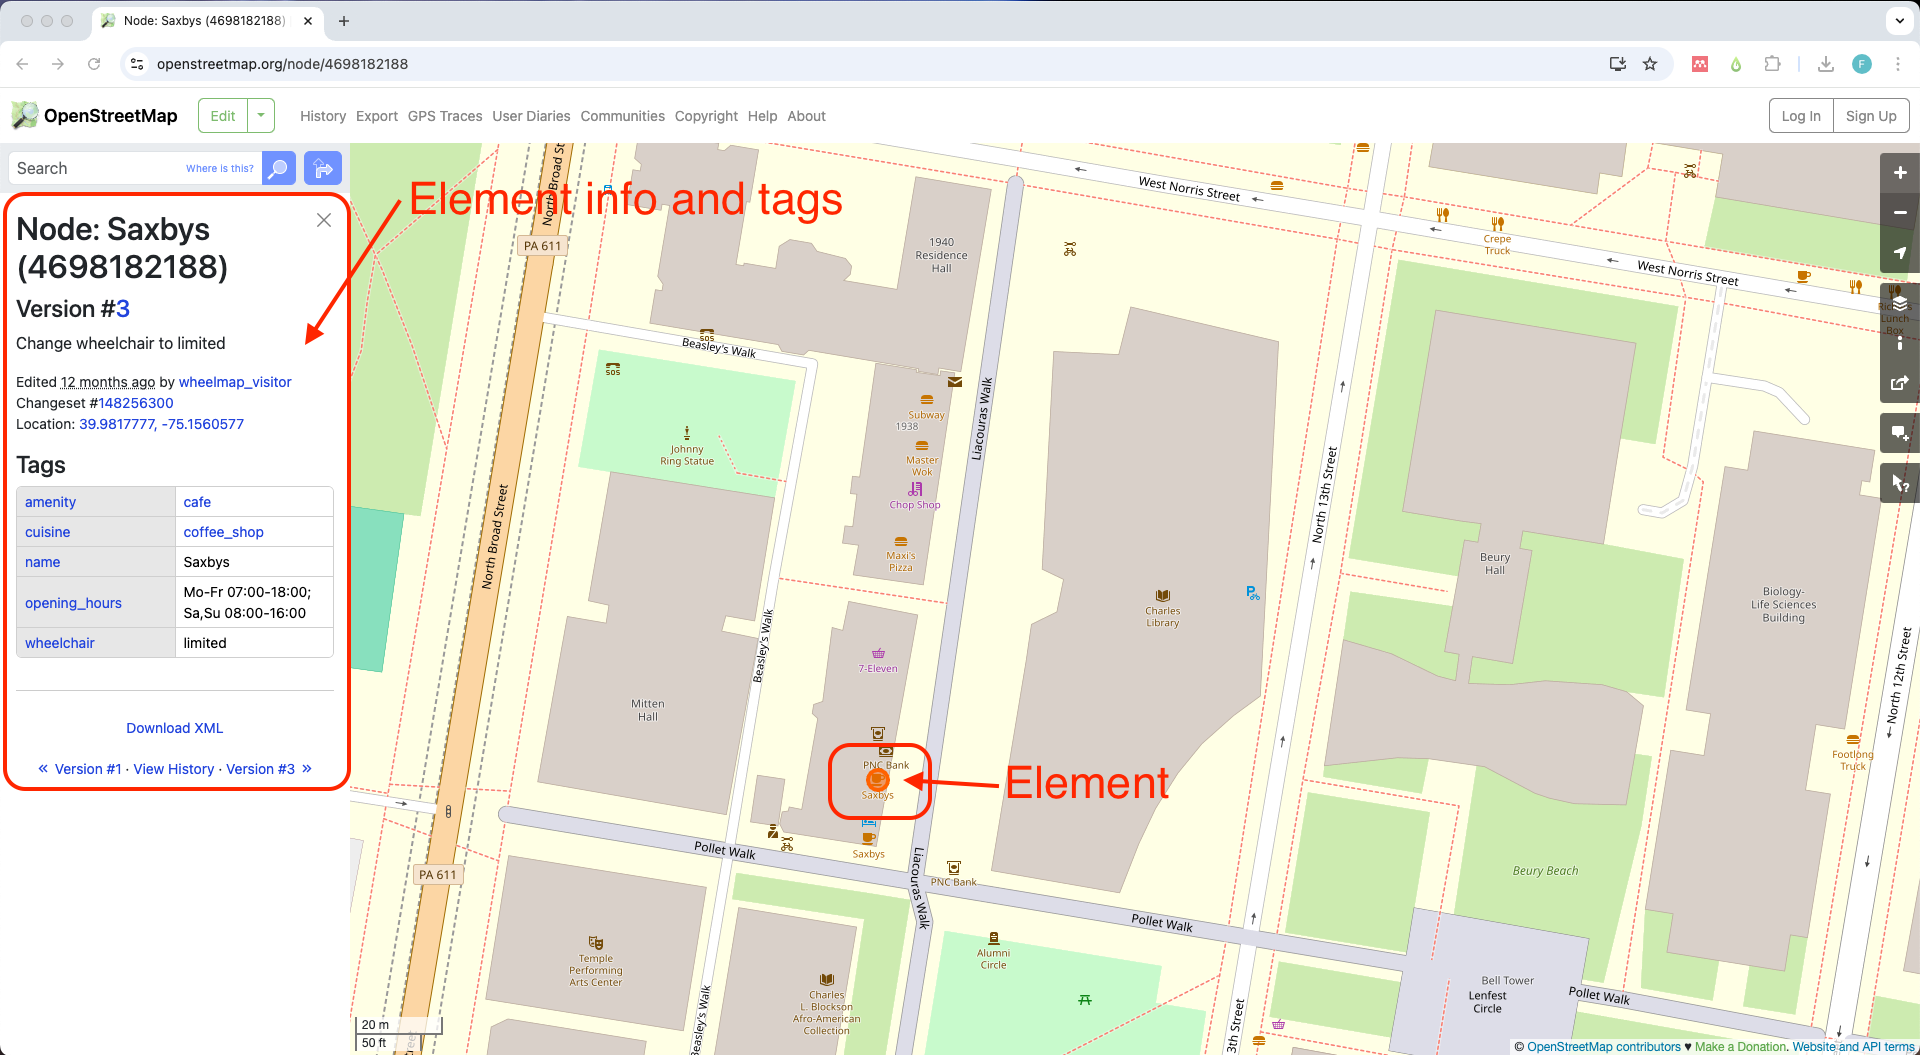 Node: Saxbys (4698182188)
openstreetmap.org/node/4698182188
F
OpenStreetMap
Edit
History Export GPS Traces User Diaries Communities Copyright Help About
Log In Sign Up
Search Where is this?
Node: Saxbys
(4698182188)
Version #3
Change wheelchair to limited
Edited 12 months ago by wheelmap_visitor
Changeset #148256300
Location: 39.9817777, -75.1560577
Tags
amenity cafe
cuisine coffee_shop
name Saxbys
opening_hours Mo-Fr 07:00-18:00;
Sa,Su 08:00-16:00
wheelchair limited
Download XML
« Version #1 · View History · Version #3 »
Element info and tags
North Broad St
PA 611
1940
Residence
Hall
West Norris Street
Crepe
Truck
West Norris Street
Lunch
Box
SOS
Beasley's Walk
SOS
Johnny
Ring Statue
Subway
1938
Master
Wok
Chop Shop
Maxi's
Pizza
Liacouras Walk
North 13th Street
North Broad Street
Charles
Library
Beury
Hall
Biology-
Life Sciences
Building
North 12th Street
Beasley's Walk
7-Eleven
Mitten
Hall
PNC Bank
Saxbys
Element
Footlong
Truck
Saxbys
Pollet Walk
PNC Bank
Liacouras Walk
PA 611
Beury Beach
Pollet Walk
Temple
Performing
Arts Center
Charles
L. Blockson
Afro-American
Collection
Alumni
Circle
Bell Tower
Lenfest
Circle
Pollet Walk
Beasley's Walk
3th Street
20 m
50 ft
© OpenStreetMap contributors ♥ Make a Donation. Website and API terms